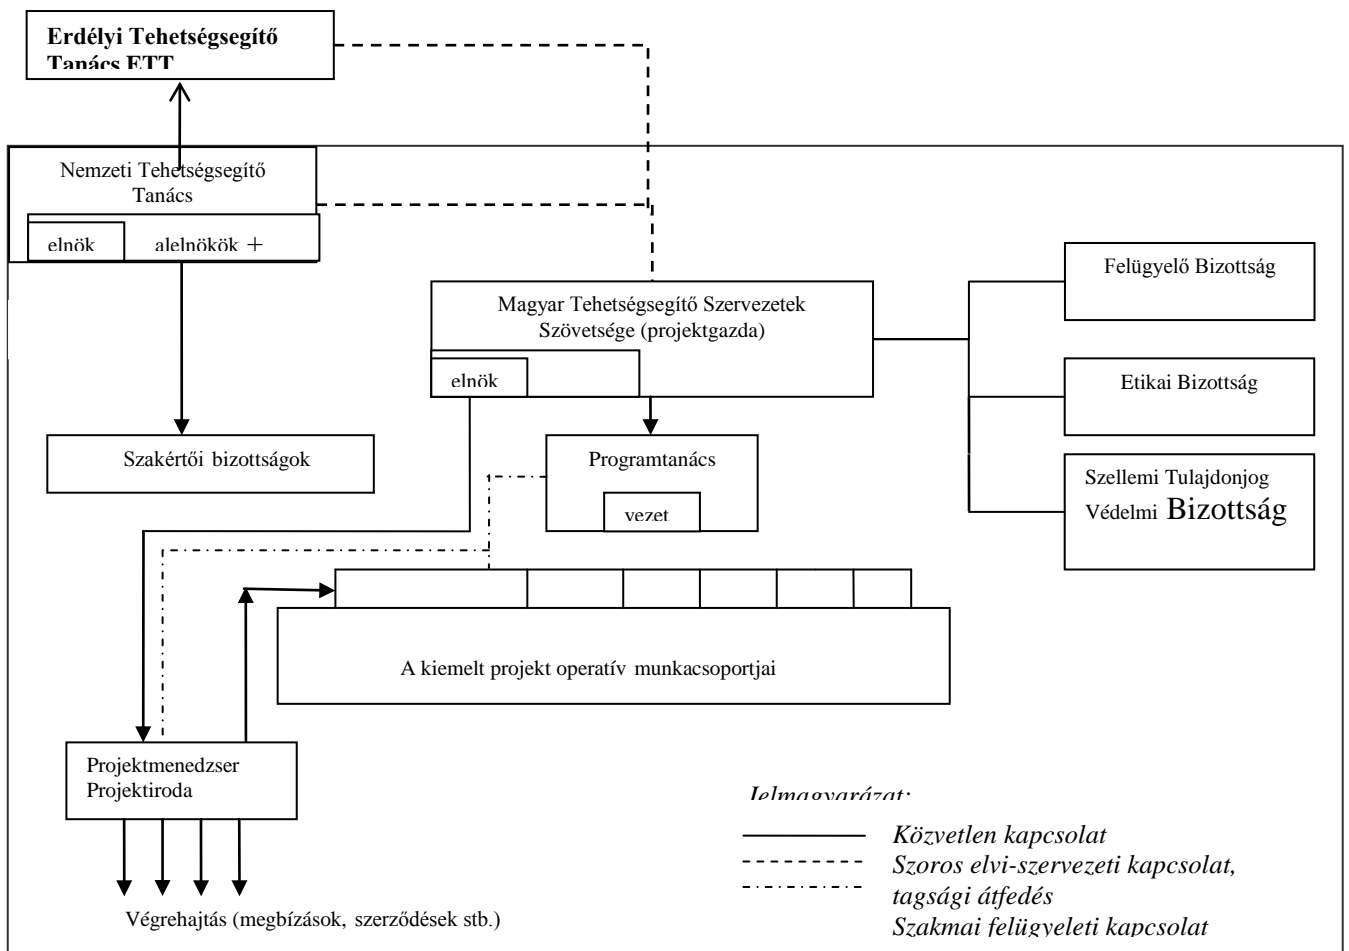 Erdélyi Tehetségsegítő
Tanács ETT
Nemzeti Tehetségsegítő
Tanács
elnök
alelnökök +
Felügyelő Bizottság
Magyar Tehetségsegítő Szervezetek
Szövetsége (projektgazda)
elnök
Etikai Bizottság
Szakértői bizottságok
Programtanács
vezet
Szellemi Tulajdonjog
Védelmi Bizottság
A kiemelt projekt operatív munkacsoportjai
Projektmenedzser
Projektiroda
Végrehajtás (megbízások, szerződések stb.)
Jelmagyarázat:
Közvetlen kapcsolat
Szoros elvi-szervezeti kapcsolat,
tagsági átfedés
Szakmai felügyeleti kapcsolat